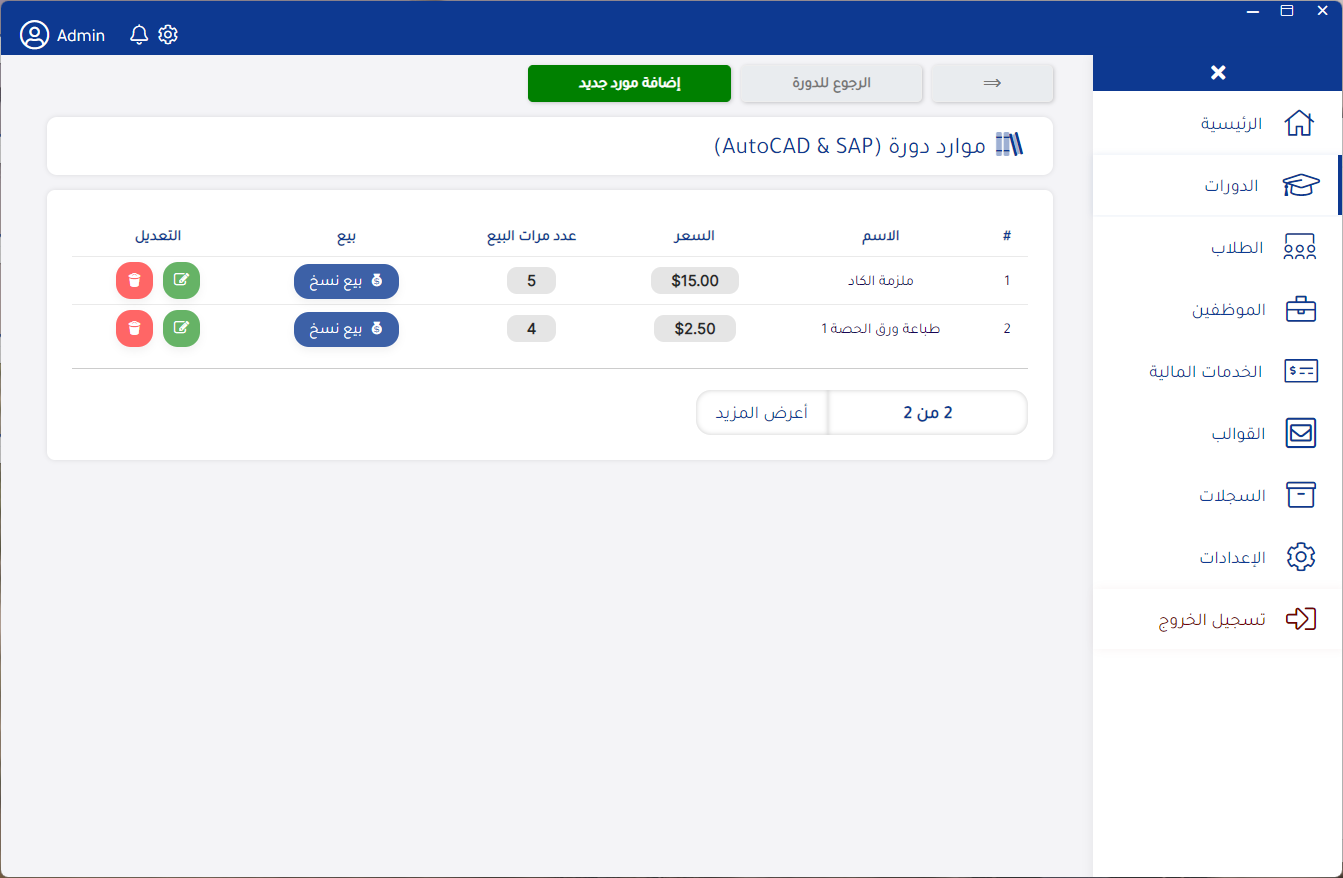 Admin
الرجوع للدورة
إضافة مورد جديد
موارد دورة (AutoCAD & SAP)
# الاسم السعر عدد مرات البيع بيع التعديل
1 ملزمة الكاد $15.00 5 بيع نسخ
2 طباعة ورق الحصة 1 $2.50 4 بيع نسخ
2 من 2 أعرض المزيد
الرئيسية
الدورات
الطلاب
الموظفين
الخدمات المالية
القوالب
السجلات
الإعدادات
تسجيل الخروج